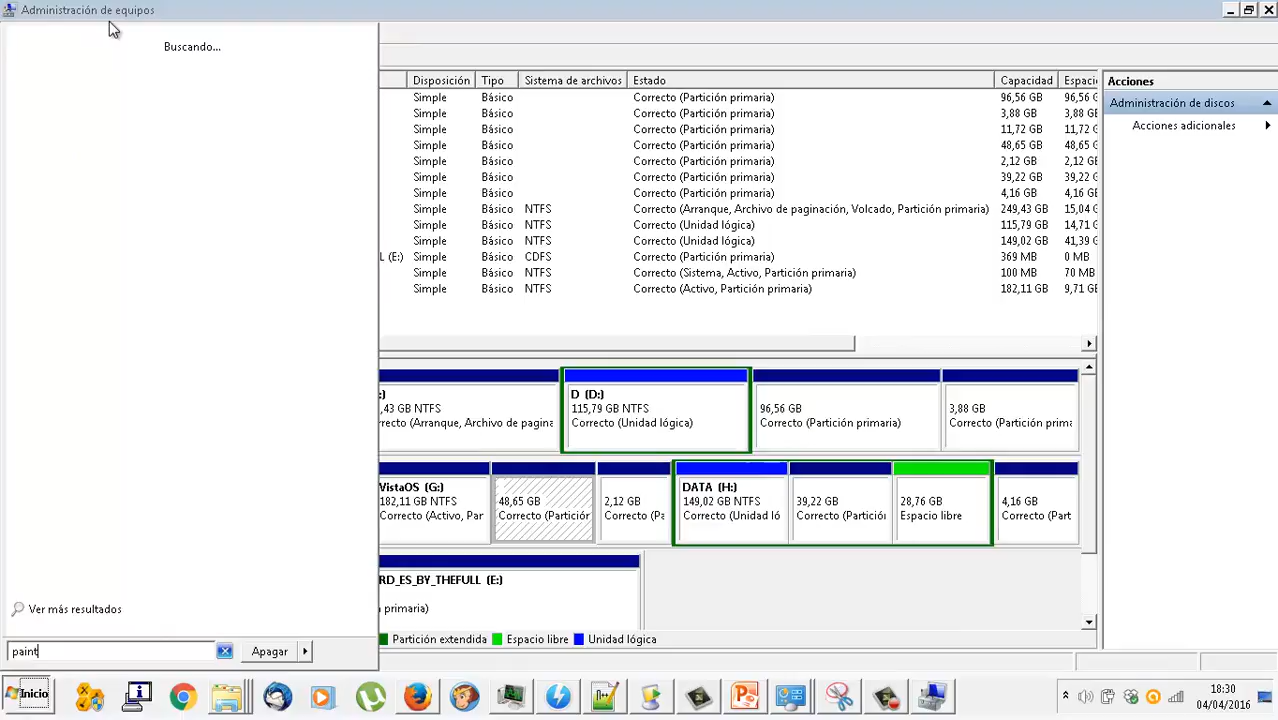 Administración de equipos
Buscando...
Disposición Tipo Sistema de archivos Estado Capacidad Espacio
Simple Básico Correcto (Partición primaria) 96,56 GB 96,56 G
Simple Básico Correcto (Partición primaria) 3,88 GB 3,88 GB
Simple Básico Correcto (Partición primaria) 11,72 GB 11,72 G
Simple Básico Correcto (Partición primaria) 48,65 GB 48,65 G
Simple Básico Correcto (Partición primaria) 2,12 GB 2,12 GB
Simple Básico Correcto (Partición primaria) 39,22 GB 39,22 G
Simple Básico Correcto (Partición primaria) 4,16 GB 4,16 GB
Simple Básico NTFS Correcto (Arranque, Archivo de paginación, Volcado, Partición primaria) 249,43 GB 15,04 G
Simple Básico NTFS Correcto (Unidad lógica) 115,79 GB 14,71 G
Simple Básico NTFS Correcto (Unidad lógica) 149,02 GB 41,39 G
L (E:) Simple Básico CDFS Correcto (Partición primaria) 369 MB 0 MB
Simple Básico NTFS Correcto (Sistema, Activo, Partición primaria) 100 MB 70 MB
Simple Básico NTFS Correcto (Activo, Partición primaria) 182,11 GB 9,71 G
Acciones
Administración de discos
Acciones adicionales
:) D (D:)
,43 GB NTFS 115,79 GB NTFS 96,56 GB 3,88 GB
recto (Arranque, Archivo de pagina Correcto (Unidad lógica) Correcto (Partición primaria) Correcto (Partición prima
VistaOS (G:) DATA (H:)
182,11 GB NTFS 48,65 GB 2,12 GB 149,02 GB NTFS 39,22 GB 28,76 GB 4,16 GB
Correcto (Activo, Pa Correcto (Partición Correcto (Pa Correcto (Unidad ló Correcto (Partición Espacio libre Correcto (Part
RD_ES_BY_THEFULL (E:)
primaria)
Ver más resultados
Partición extendida Espacio libre Unidad lógica
paint Apagar
Inicio 18:30
04/04/2016